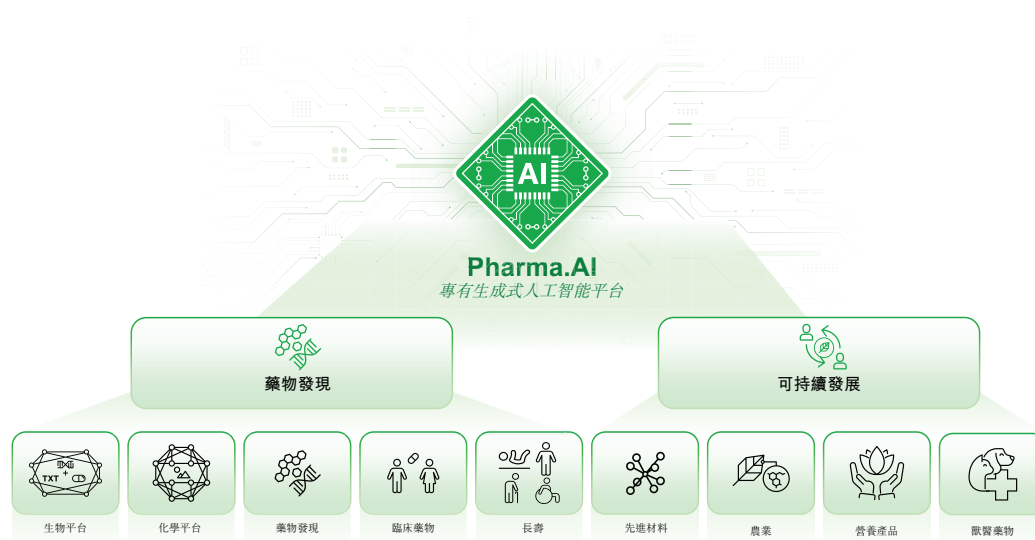 AI
Pharma.AI
專有生成式人工智能平台
藥物發現
可持續發展
TXT
+
生物平台
化學平台
藥物發現
臨床藥物
長壽
先進材料
農業
營養產品
獸醫藥物